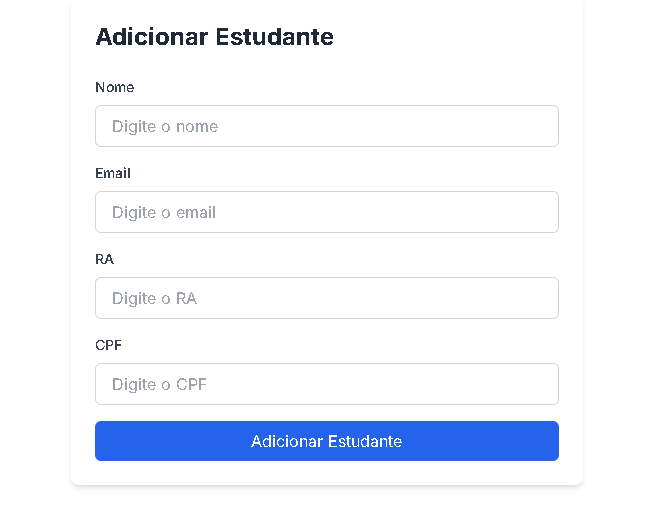 Adicionar Estudante
Nome
Digite o nome
Email
Digite o email
RA
Digite o RA
CPF
Digite o CPF
Adicionar Estudante